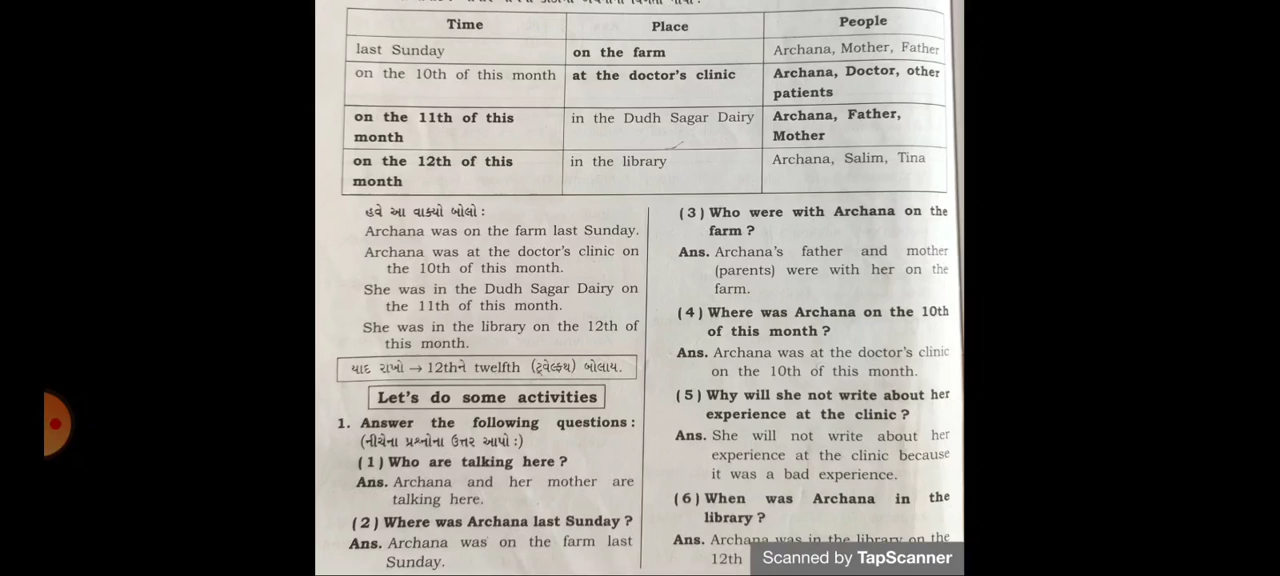 Time Place People
last Sunday on the farm Archana, Mother, Father
on the 10th of this month at the doctor's clinic Archana, Doctor, other patients
on the 11th of this month in the Dudh Sagar Dairy Archana, Father, Mother
on the 12th of this month in the library Archana, Salim, Tina
હવે આ વાક્યો બોલો :
Archana was on the farm last Sunday.
Archana was at the doctor's clinic on
the 10th of this month.
She was in the Dudh Sagar Dairy on
the 11th of this month.
She was in the library on the 12th of
this month.
યાદ રાખો → 12thને twelfth (ટ્વેલ્ફ્થ) બોલાય.
Let's do some activities
1. Answer the following questions :
(નીચેના પ્રશ્નોના ઉત્તર આપો :)
(1) Who are talking here ?
Ans. Archana and her mother are
talking here.
(2) Where was Archana last Sunday ?
Ans. Archana was on the farm last
Sunday.
(3) Who were with Archana on the
farm ?
Ans. Archana's father and mother
(parents) were with her on the
farm.
(4) Where was Archana on the 10th
of this month ?
Ans. Archana was at the doctor's clinic
on the 10th of this month.
(5) Why will she not write about her
experience at the clinic ?
Ans. She will not write about her
experience at the clinic because
it was a bad experience.
(6) When was Archana in the
library ?
Ans. Archana was in the library on the
12th
Scanned by TapScanner